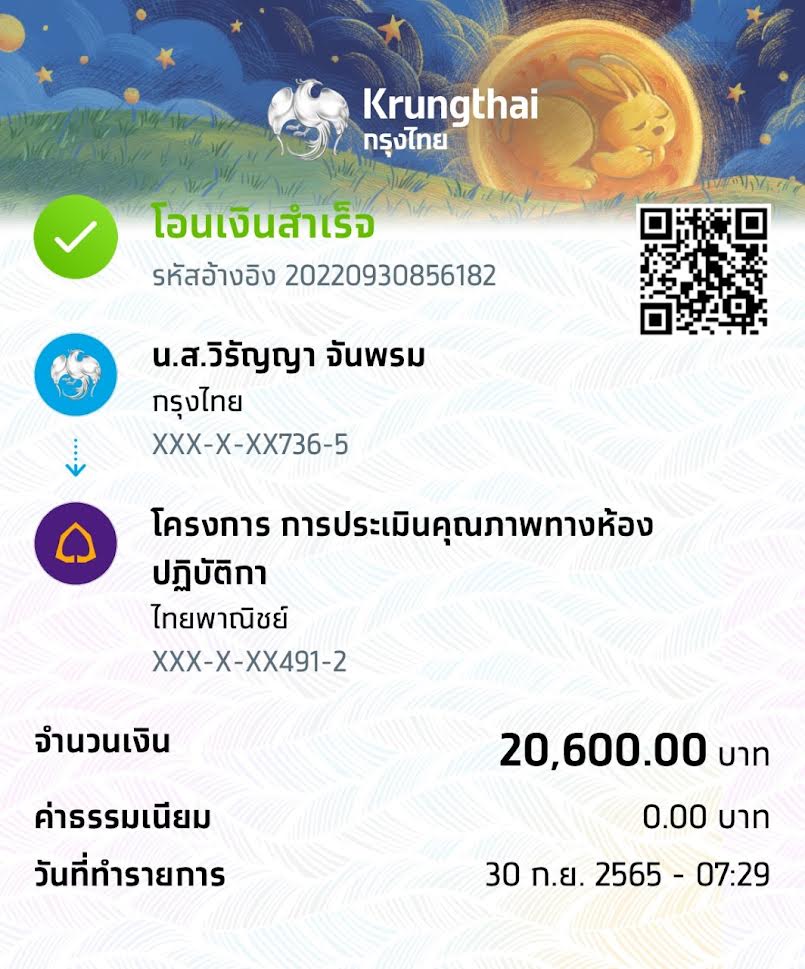 Krungthai
กรุงไทย
โอนเงินสำเร็จ
รหัสอ้างอิง 20220930856182
น.ส.วิรัญญา จันพรม
กรุงไทย
XXX-X-XX736-5
โครงการ การประเมินคุณภาพทางห้อง
ปฏิบัติกา
ไทยพาณิชย์
XXX-X-XX491-2
จำนวนเงิน 20,600.00 บาท
ค่าธรรมเนียม 0.00 บาท
วันที่ทำรายการ 30 ก.ย. 2565 - 07:29